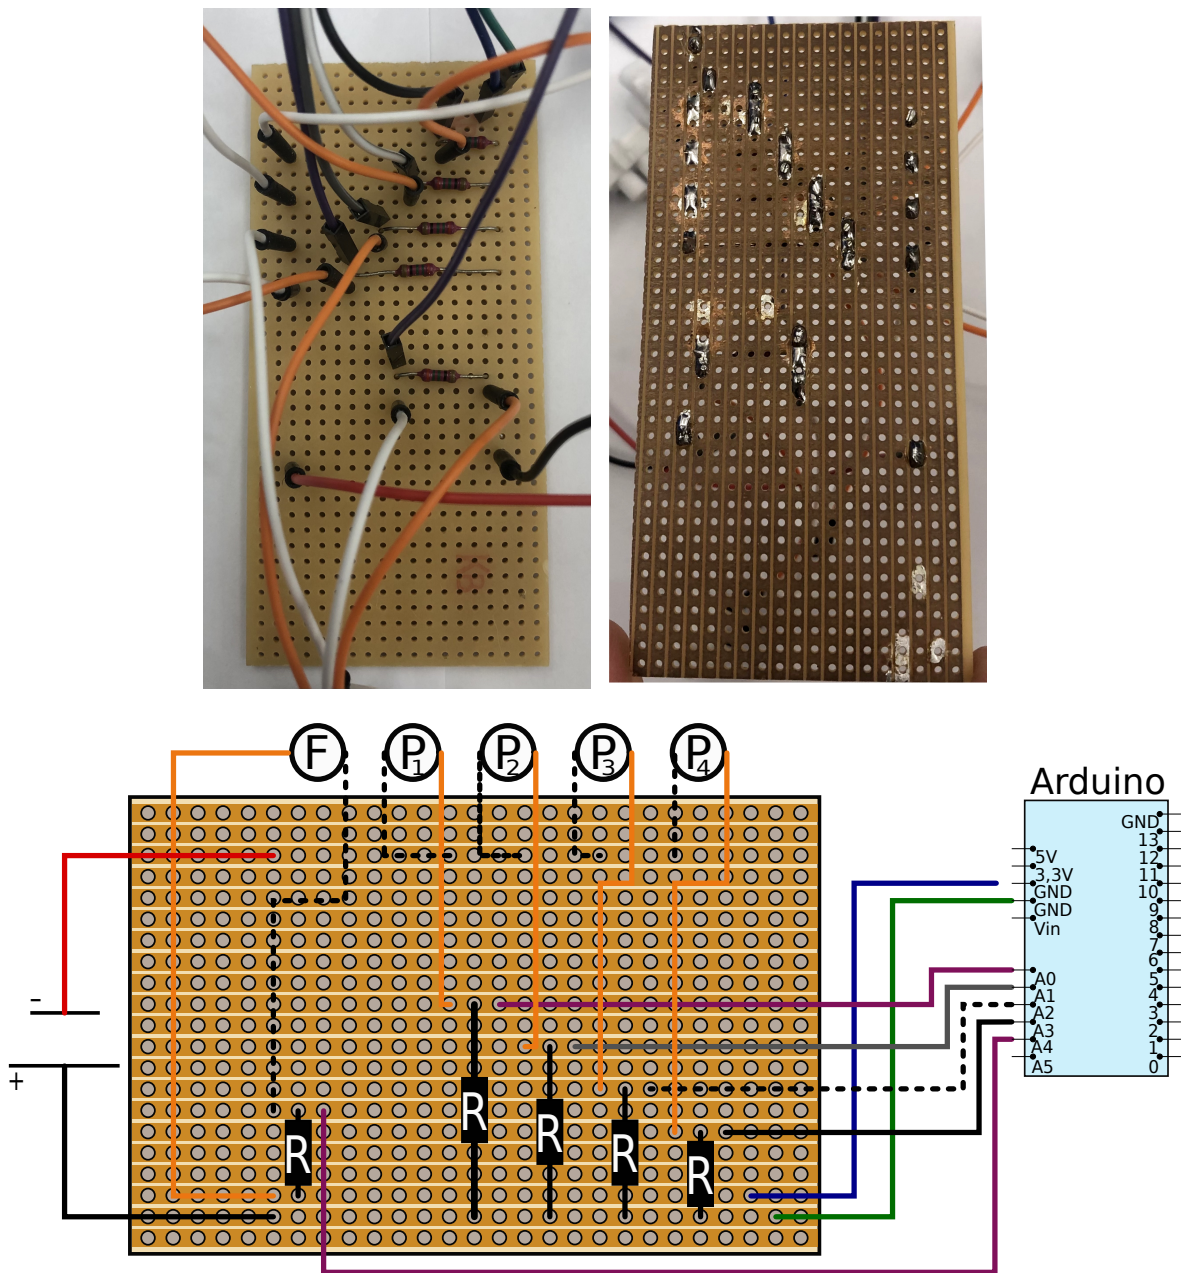 F P1 P2 P3 P4
Arduino
GND
13
5V 12
3,3V 11
GND 10
GND 9
Vin 8
7
6
A0 5
A1 4
A2 3
A3 2
A4 1
A5 0
-
+
R
R
R
R
R